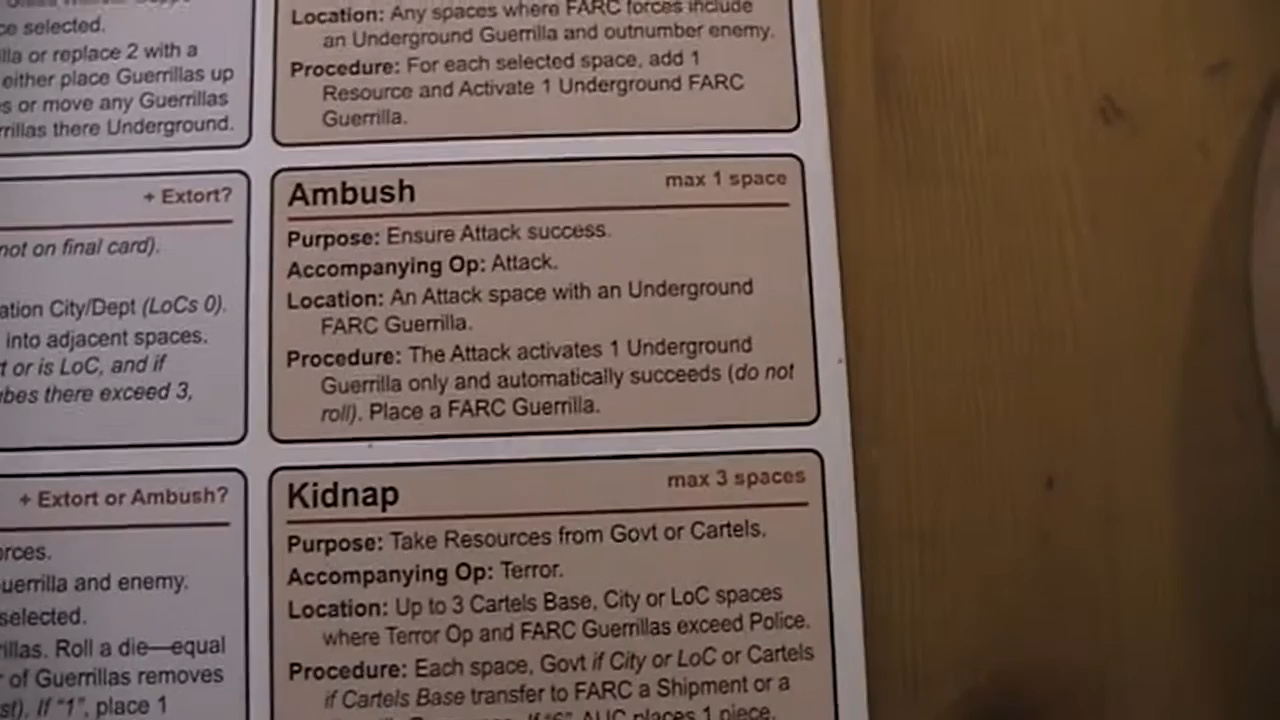 ce selected.
illa or replace 2 with a
either place Guerrillas up
s or move any Guerrillas
rrillas there Underground.
Location: Any spaces where FARC forces include
an Underground Guerrilla and outnumber enemy.
Procedure: For each selected space, add 1
Resource and Activate 1 Underground FARC
Guerrilla.
+ Extort?
not on final card).
ation City/Dept (LoCs 0).
into adjacent spaces.
t or is LoC, and if
ubes there exceed 3,
Ambush
max 1 space
Purpose: Ensure Attack success.
Accompanying Op: Attack.
Location: An Attack space with an Underground
FARC Guerrilla.
Procedure: The Attack activates 1 Underground
Guerrilla only and automatically succeeds (do not
roll). Place a FARC Guerrilla.
+ Extort or Ambush?
orces.
uerrilla and enemy.
selected.
rillas. Roll a die—equal
r of Guerrillas removes
st). If "1", place 1
Kidnap
max 3 spaces
Purpose: Take Resources from Govt or Cartels.
Accompanying Op: Terror.
Location: Up to 3 Cartels Base, City or LoC spaces
where Terror Op and FARC Guerrillas exceed Police.
Procedure: Each space, Govt if City or LoC or Cartels
if Cartels Base transfer to FARC a Shipment or a
If "6", AUC places 1 piece.